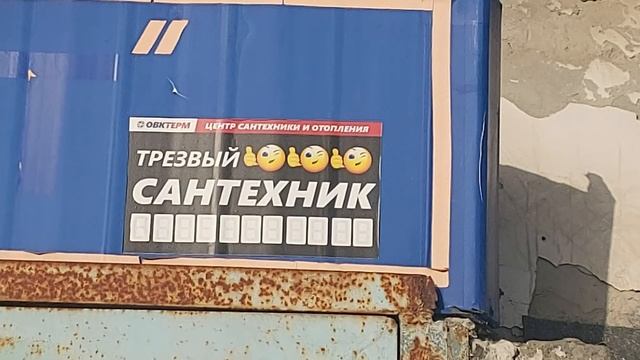 ОВКТЕРМ ЦЕНТР САНТЕХНИКИ И ОТОПЛЕНИЯ
ТРЕЗВЫЙ
САНТЕХНИК